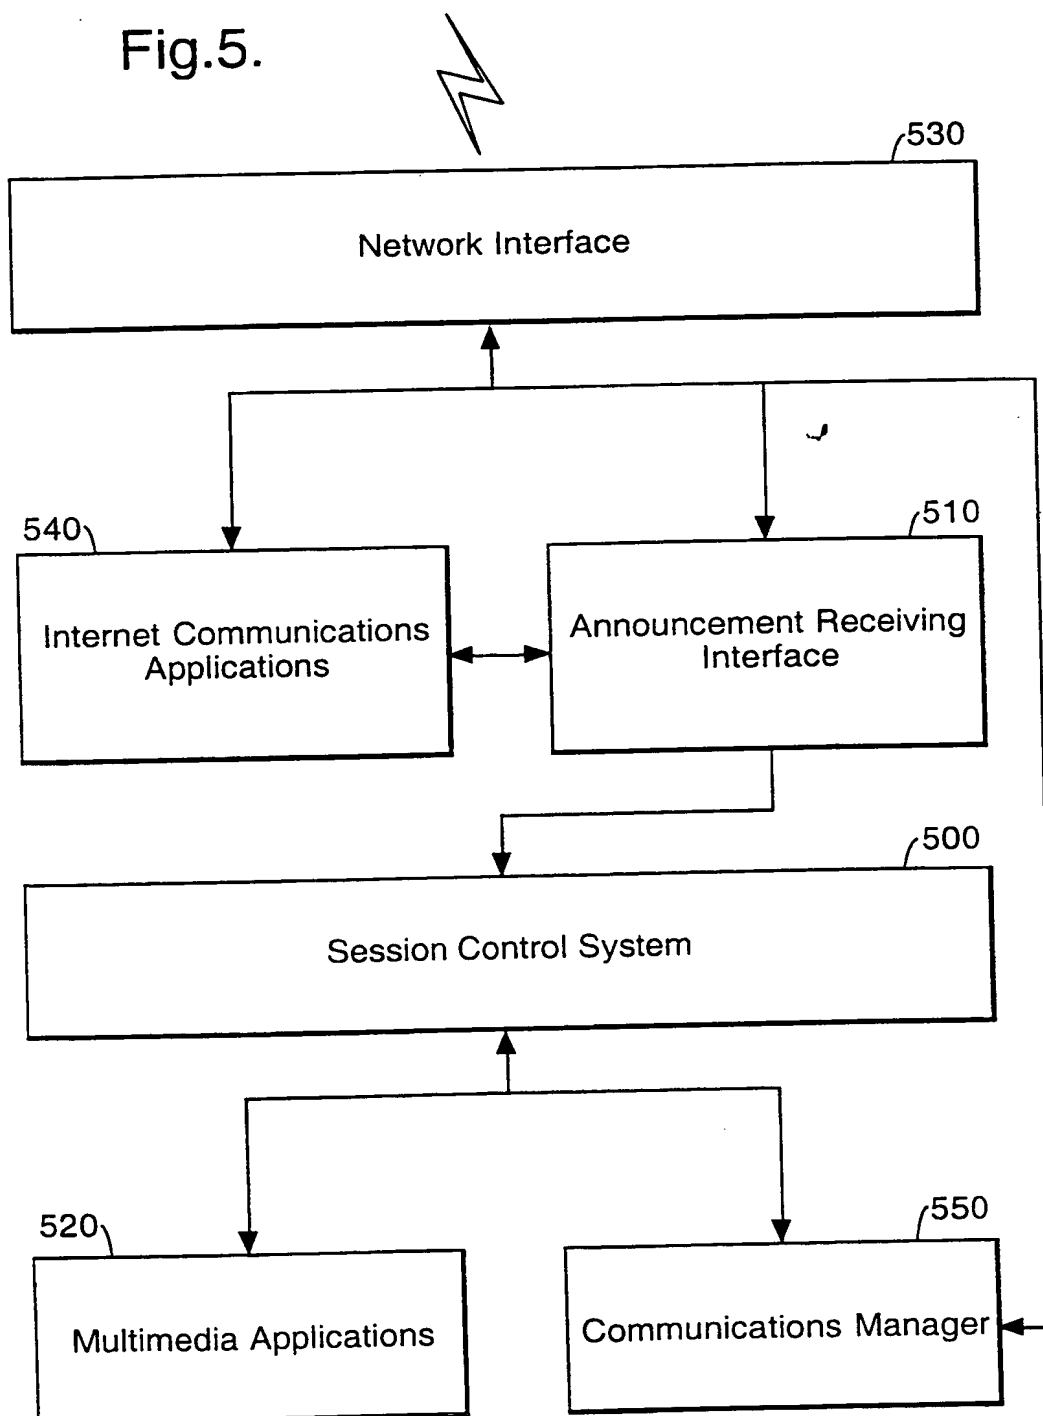 Fig.5.
530
Network Interface
540
510
Internet Communications
Applications
Announcement Receiving
Interface
500
Session Control System
520
550
Multimedia Applications
Communications Manager